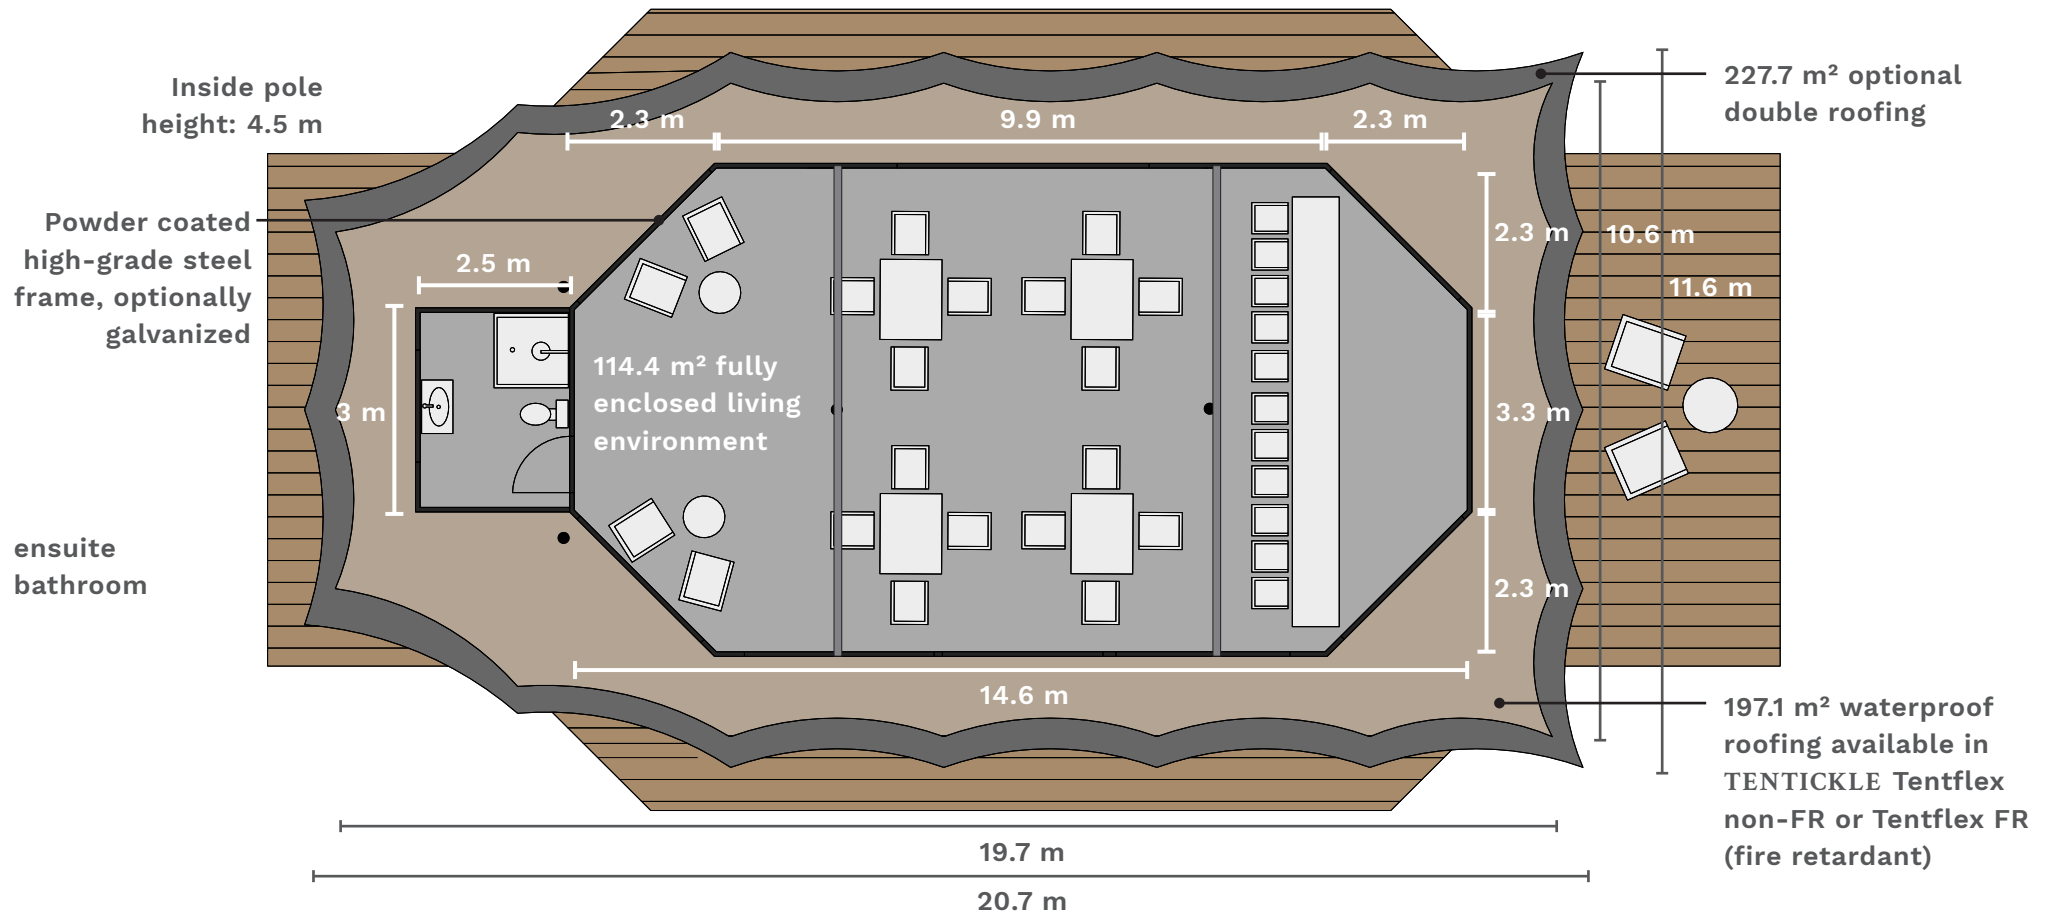 Inside pole
height: 4.5 m
227.7 m² optional
double roofing
2.3 m
9.9 m
2.3 m
Powder coated
high-grade steel
frame, optionally
galvanized
2.5 m
2.3 m
10.6 m
11.6 m
114.4 m² fully
enclosed living
environment
3 m
3.3 m
ensuite
bathroom
2.3 m
14.6 m
197.1 m² waterproof
roofing available in
TENTICKLE Tentflex
non-FR or Tentflex FR
(fire retardant)
19.7 m
20.7 m